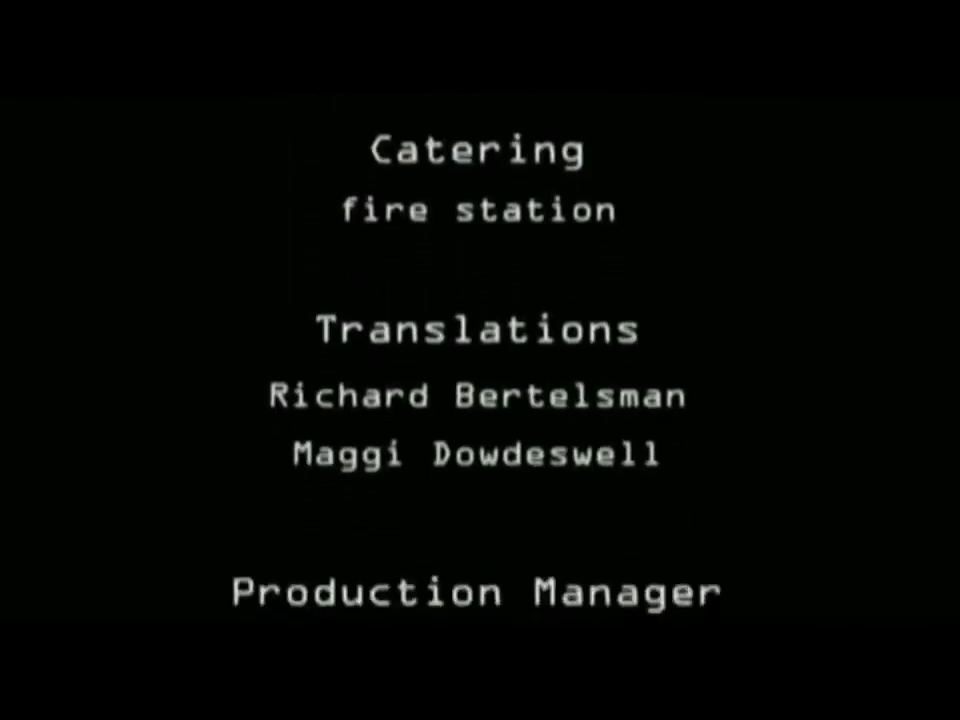 Catering
fire station
Translations
Richard Bertelsman
Maggi Dowdeswell
Production Manager